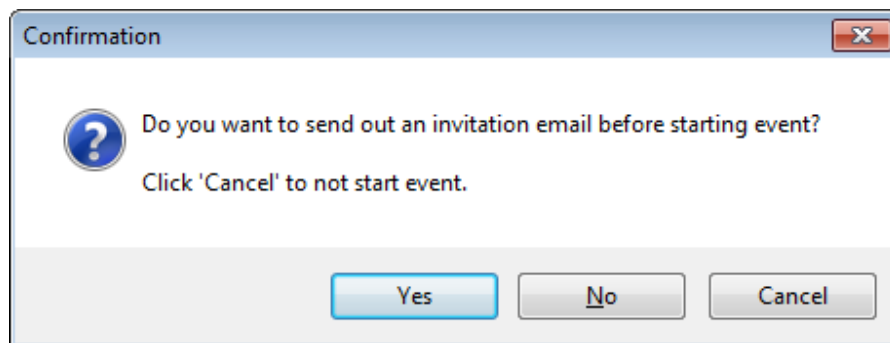 Confirmation
Do you want to send out an invitation email before starting event?
Click 'Cancel' to not start event.
Yes
No
Cancel